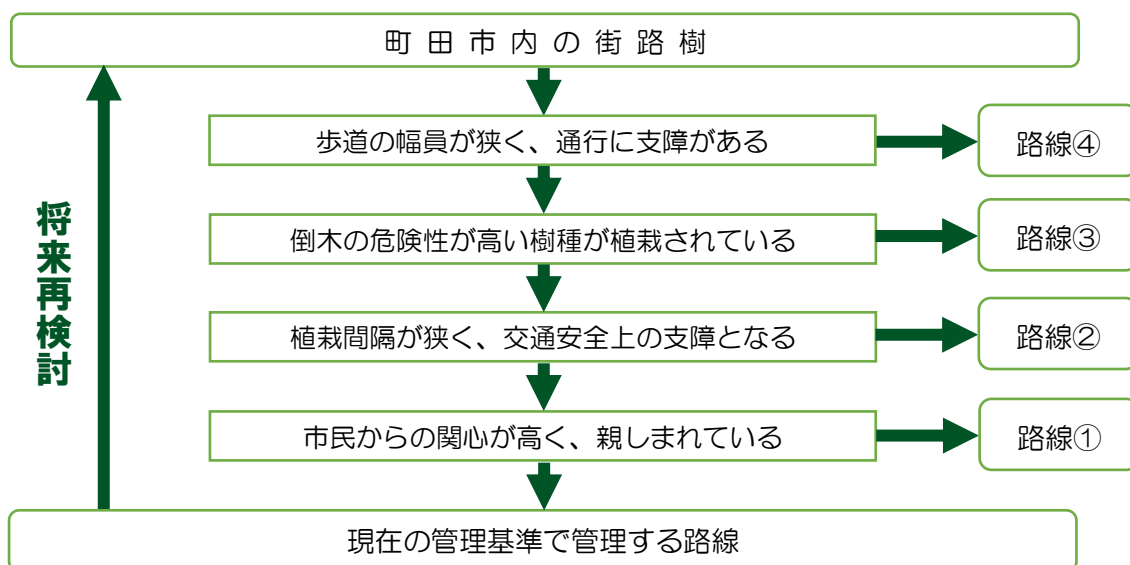 町田市内の街路樹
歩道の幅員が狭く、通行に支障がある
路線④
倒木の危険性が高い樹種が植栽されている
路線③
植栽間隔が狭く、交通安全上の支障となる
路線②
市民からの関心が高く、親しまれている
路線①
将来再検討
現在の管理基準で管理する路線